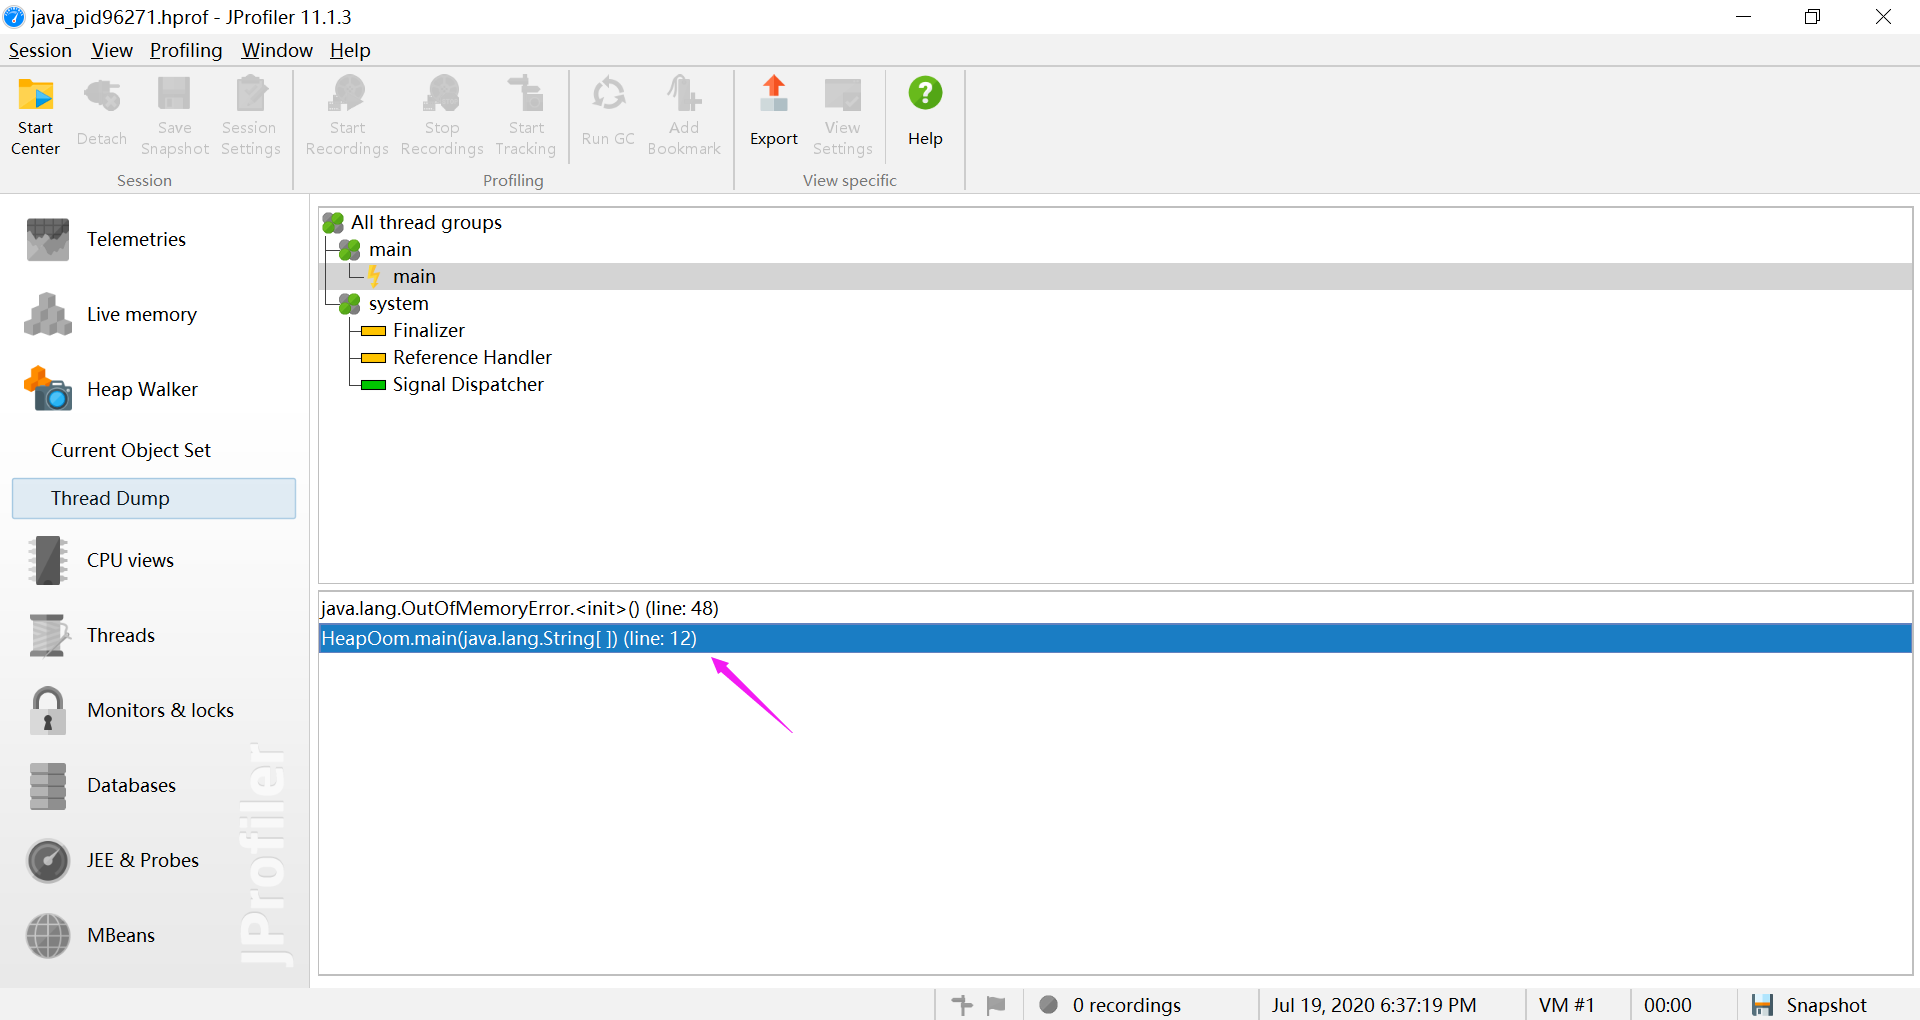 java_pid96271.hprof - JProfiler 11.1.3
Session View Profiling Window Help
Start Center
Detach
Save Snapshot
Session Settings
Start Recordings
Stop Recordings
Start Tracking
Run GC
Add Bookmark
Export
View Settings
Help
Session
Profiling
View specific
Telemetries
Live memory
Heap Walker
Current Object Set
Thread Dump
CPU views
Threads
Monitors & locks
Databases
JEE & Probes
MBeans
JProfiler
All thread groups
main
main
system
Finalizer
Reference Handler
Signal Dispatcher
java.lang.OutOfMemoryError.<init>() (line: 48)
HeapOom.main(java.lang.String[ ]) (line: 12)
0 recordings
Jul 19, 2020 6:37:19 PM
VM #1
00:00
Snapshot